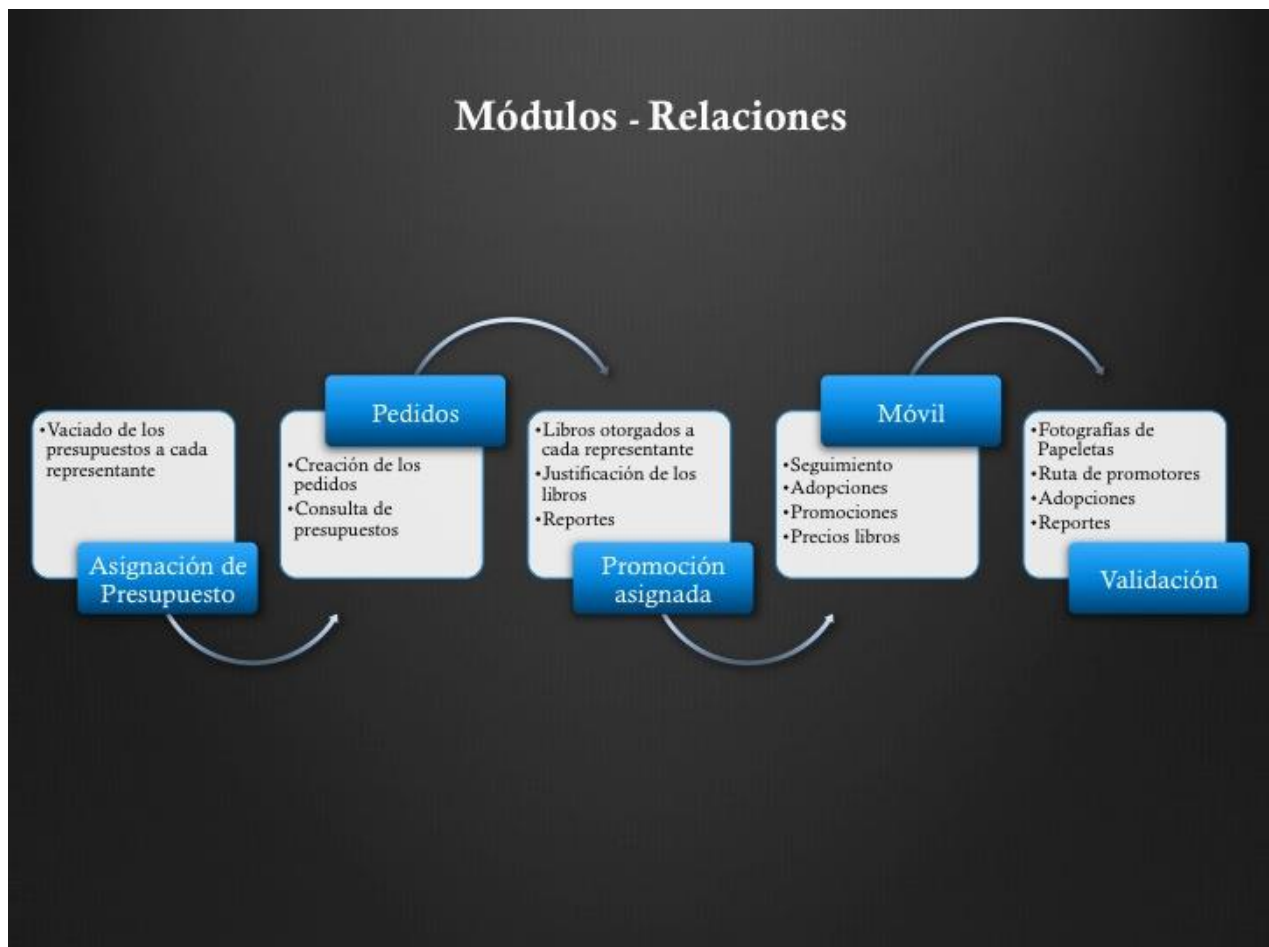 Módulos - Relaciones
•Vaciado de los
presupuestos a cada
representante
Asignación de
Presupuesto
Pedidos
•Creación de los
pedidos
•Consulta de
presupuestos
•Libros otorgados a
cada representante
•Justificación de los
libros
•Reportes
Promoción
asignada
Móvil
•Seguimiento
•Adopciones
•Promociones
•Precios libros
•Fotografías de
Papeletas
•Ruta de promotores
•Adopciones
•Reportes
Validación